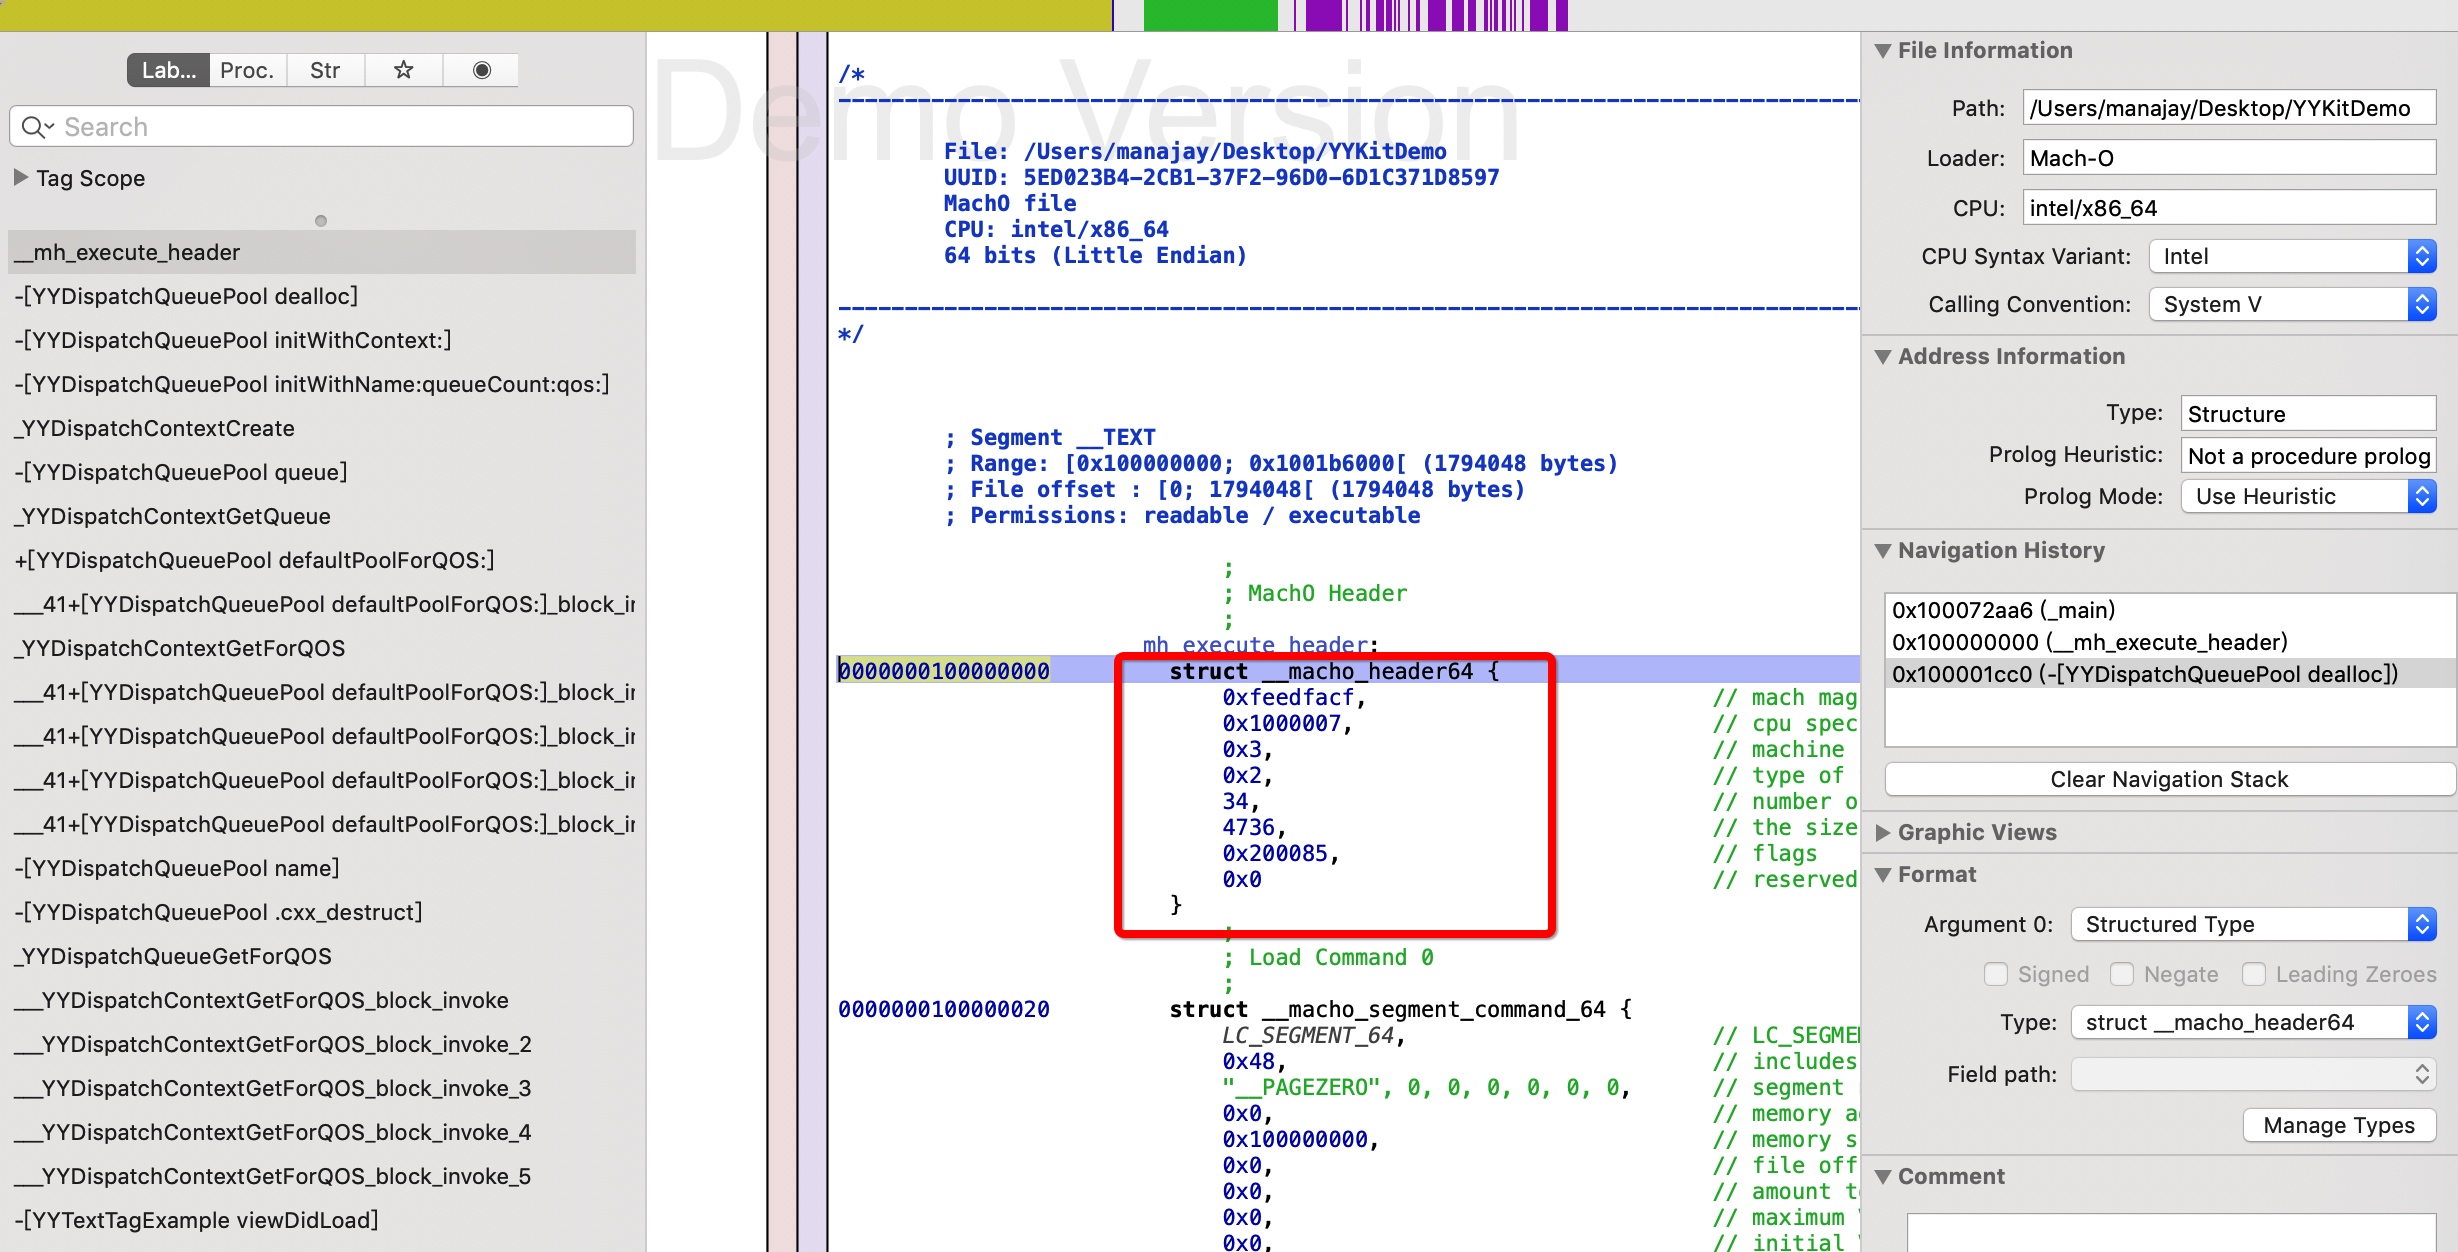 Lab...
Proc.
Str
Search
Tag Scope
__mh_execute_header
-[YYDispatchQueuePool dealloc]
-[YYDispatchQueuePool initWithContext:]
-[YYDispatchQueuePool initWithName:queueCount:qos:]
_YYDispatchContextCreate
-[YYDispatchQueuePool queue]
_YYDispatchContextGetQueue
+[YYDispatchQueuePool defaultPoolForQOS:]
___41+[YYDispatchQueuePool defaultPoolForQOS:]_block_ir
_YYDispatchContextGetForQOS
___41+[YYDispatchQueuePool defaultPoolForQOS:]_block_ir
___41+[YYDispatchQueuePool defaultPoolForQOS:]_block_ir
___41+[YYDispatchQueuePool defaultPoolForQOS:]_block_ir
___41+[YYDispatchQueuePool defaultPoolForQOS:]_block_ir
-[YYDispatchQueuePool name]
-[YYDispatchQueuePool .cxx_destruct]
_YYDispatchQueueGetForQOS
___YYDispatchContextGetForQOS_block_invoke
___YYDispatchContextGetForQOS_block_invoke_2
___YYDispatchContextGetForQOS_block_invoke_3
___YYDispatchContextGetForQOS_block_invoke_4
___YYDispatchContextGetForQOS_block_invoke_5
-[YYTextTagExample viewDidLoad]
Demo Version
/*
File: /Users/manajay/Desktop/YYKitDemo
UUID: 5ED023B4-2CB1-37F2-96D0-6D1C371D8597
MachO file
CPU: intel/x86_64
64 bits (Little Endian)
*/
; Segment __TEXT
; Range: [0x100000000; 0x1001b6000[ (1794048 bytes)
; File offset : [0; 1794048[ (1794048 bytes)
; Permissions: readable / executable
;
; MachO Header
;
__mh_execute_header:
0000000100000000 struct __macho_header64 {
0xfeedfacf, // mach mag
0x1000007, // cpu spec
0x3, // machine
0x2, // type of
34, // number o
4736, // the size
0x200085, // flags
0x0 // reserved
}
;
; Load Command 0
;
0000000100000020 struct __macho_segment_command_64 {
LC_SEGMENT_64, // LC_SEGME
0x48, // includes
"__PAGEZERO", 0, 0, 0, 0, 0, 0, // segment
0x0, // memory a
0x100000000, // memory s
0x0, // file off
0x0, // amount t
0x0, // maximum
0x0, // initial
File Information
Path: /Users/manajay/Desktop/YYKitDemo
Loader: Mach-O
CPU: intel/x86_64
CPU Syntax Variant: Intel
Calling Convention: System V
Address Information
Type: Structure
Prolog Heuristic: Not a procedure prolog
Prolog Mode: Use Heuristic
Navigation History
0x100072aa6 (_main)
0x100000000 (__mh_execute_header)
0x100001cc0 (-[YYDispatchQueuePool dealloc])
Clear Navigation Stack
Graphic Views
Format
Argument 0: Structured Type
Signed Negate Leading Zeroes
Type: struct __macho_header64
Field path:
Manage Types
Comment